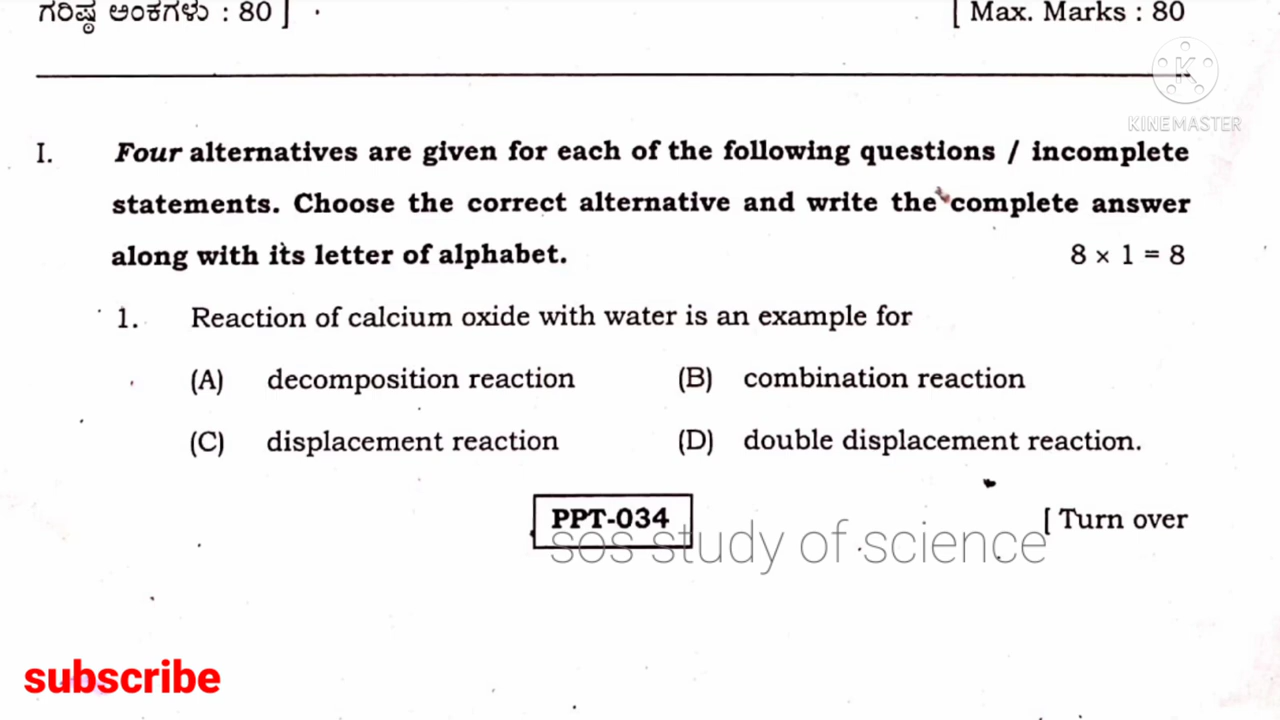 ಗರಿಷ್ಠ ಅಂಕಗಳು : 80 ]
[ Max. Marks : 80
KINEMASTER
I. Four alternatives are given for each of the following questions / incomplete
statements. Choose the correct alternative and write the complete answer
along with its letter of alphabet. 8 × 1 = 8
1. Reaction of calcium oxide with water is an example for
(A) decomposition reaction (B) combination reaction
(C) displacement reaction (D) double displacement reaction.
PPT-034 [ Turn over
sos study of science
subscribe